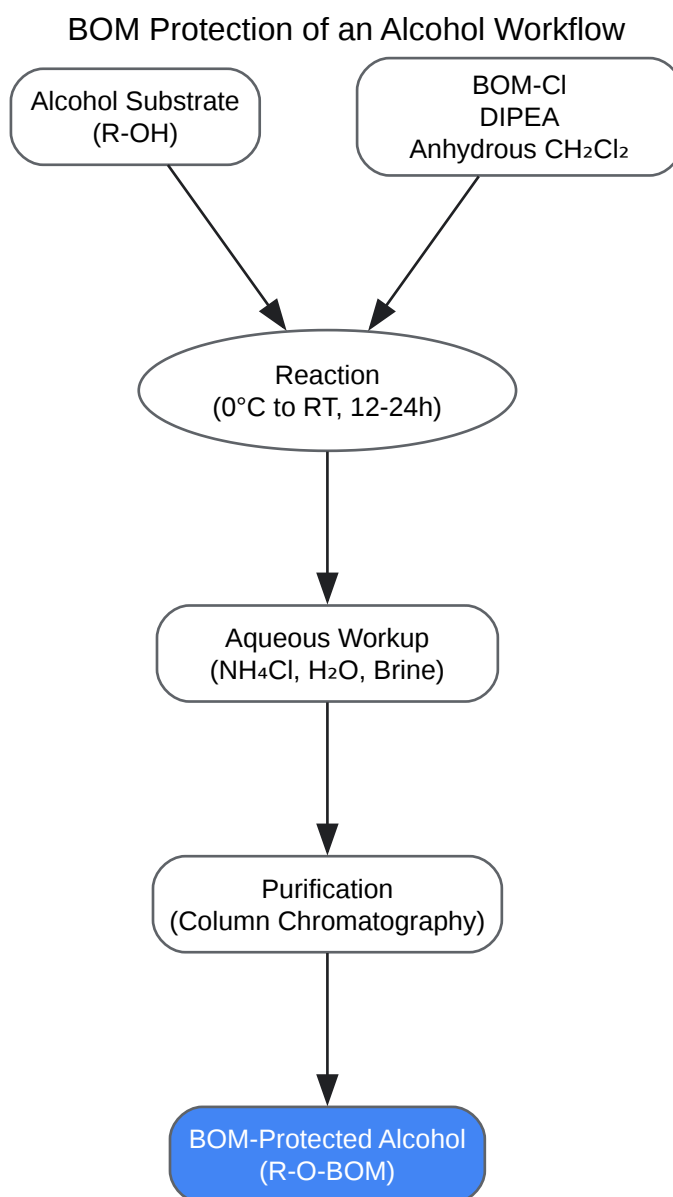 BOM Protection of an Alcohol Workflow
Alcohol Substrate
(R-OH)
BOM-Cl
DIPEA
Anhydrous CH₂Cl₂
Reaction
(0°C to RT, 12-24h)
Aqueous Workup
(NH₄Cl, H₂O, Brine)
Purification
(Column Chromatography)
BOM-Protected Alcohol
(R-O-BOM)